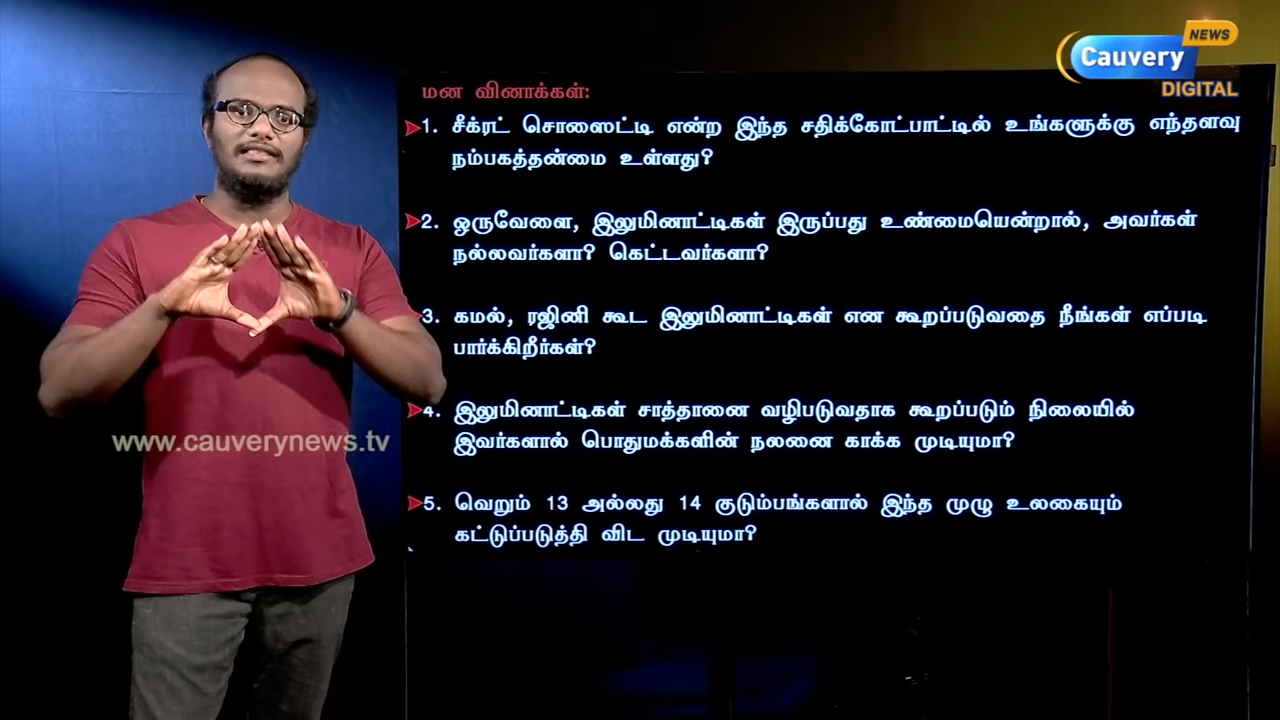 Cauvery
NEWS
DIGITAL
மன வினாக்கள்:
1. சீக்ரட் சொஸைட்டி என்ற இந்த சதிக்கோட்பாட்டில் உங்களுக்கு எந்தளவு
நம்பகத்தன்மை உள்ளது?
2. ஒருவேளை, இலுமினாட்டிகள் இருப்பது உண்மையென்றால், அவர்கள்
நல்லவர்களா? கெட்டவர்களா?
3. கமல், ரஜினி கூட இலுமினாட்டிகள் என கூறப்படுவதை நீங்கள் எப்படி
பார்க்கிறீர்கள்?
4. இலுமினாட்டிகள் சாத்தானை வழிபடுவதாக கூறப்படும் நிலையில்
இவர்களால் பொதுமக்களின் நலனை காக்க முடியுமா?
www.cauverynews.tv
5. வெறும் 13 அல்லது 14 குடும்பங்களால் இந்த முழு உலகையும்
கட்டுப்படுத்தி விட முடியுமா?